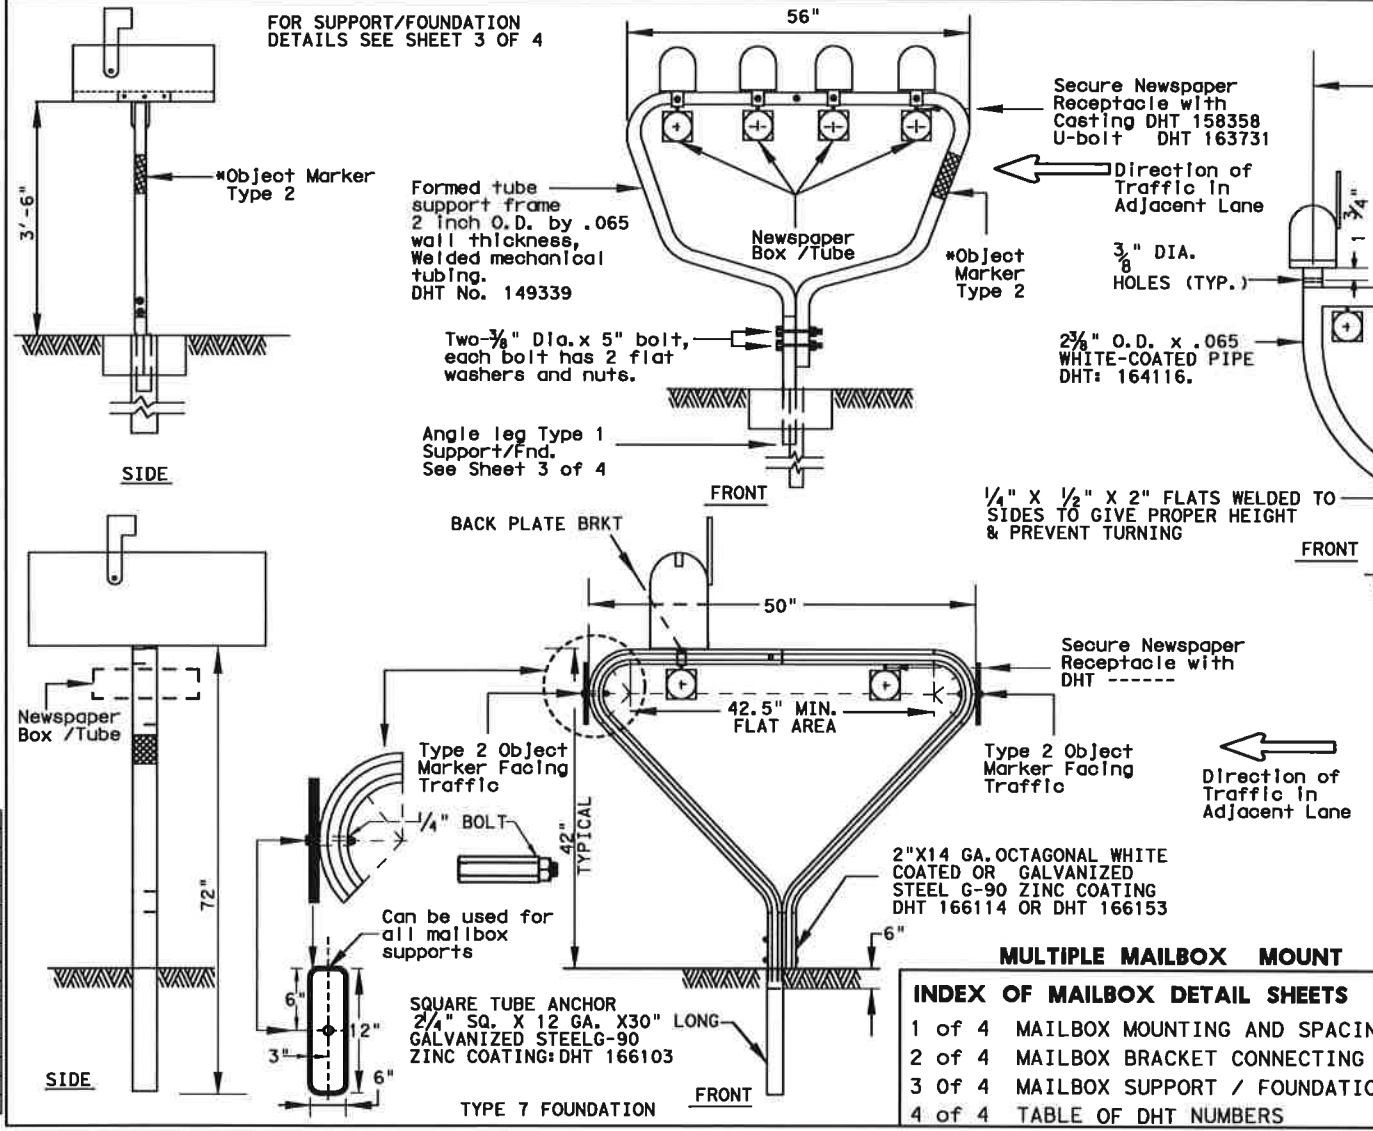 FOR SUPPORT/FOUNDATION
DETAILS SEE SHEET 3 OF 4
3'-6"
*Object Marker
Type 2
SIDE
56"
Secure Newspaper
Receptacle with
Casting DHT 158358
U-bolt DHT 163731
Direction of
Traffic in
Adjacent Lane
Formed tube
support frame
2 inch O.D. by .065
wall thickness,
Welded mechanical
tubing.
DHT No. 149339
Newspaper
Box /Tube
*Object
Marker
Type 2
Two-3/8" Dia.x 5" bolt,
each bolt has 2 flat
washers and nuts.
Angle leg Type 1
Support/Fnd.
See Sheet 3 of 4
FRONT
1 3/4"
3/8" DIA.
HOLES (TYP.)
2 3/8" O.D. x .065
WHITE-COATED PIPE
DHT: 164116.
1/4" X 1/2" X 2" FLATS WELDED TO
SIDES TO GIVE PROPER HEIGHT
& PREVENT TURNING
FRONT
BACK PLATE BRKT
50"
Secure Newspaper
Receptacle with
DHT ------
42.5" MIN.
FLAT AREA
Newspaper
Box /Tube
Type 2 Object
Marker Facing
Traffic
Type 2 Object
Marker Facing
Traffic
Direction of
Traffic in
Adjacent Lane
1/4" BOLT
42"
TYPICAL
72"
2"X14 GA.OCTAGONAL WHITE
COATED OR GALVANIZED
STEEL G-90 ZINC COATING
DHT 166114 OR DHT 166153
Can be used for
all mailbox
supports
6"
6"
12"
3"
6"
SQUARE TUBE ANCHOR
2 1/4" SQ. X 12 GA. X30" LONG
GALVANIZED STEELG-90
ZINC COATING:DHT 166103
SIDE
TYPE 7 FOUNDATION
FRONT
MULTIPLE MAILBOX MOUNT
INDEX OF MAILBOX DETAIL SHEETS
1 of 4 MAILBOX MOUNTING AND SPACIN
2 of 4 MAILBOX BRACKET CONNECTING
3 Of 4 MAILBOX SUPPORT / FOUNDATIO
4 of 4 TABLE OF DHT NUMBERS